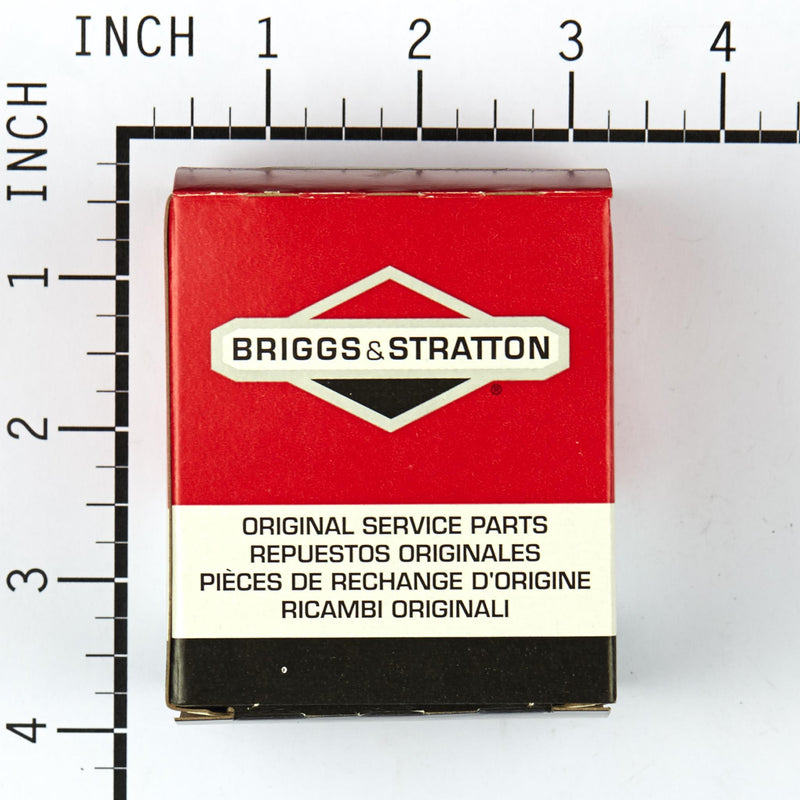 INCH 1 2 3 4
INCH
1
2
3
4
BRIGGS & STRATTON
®
ORIGINAL SERVICE PARTS
REPUESTOS ORIGINALES
PIÈCES DE RECHANGE D'ORIGINE
RICAMBI ORIGINALI